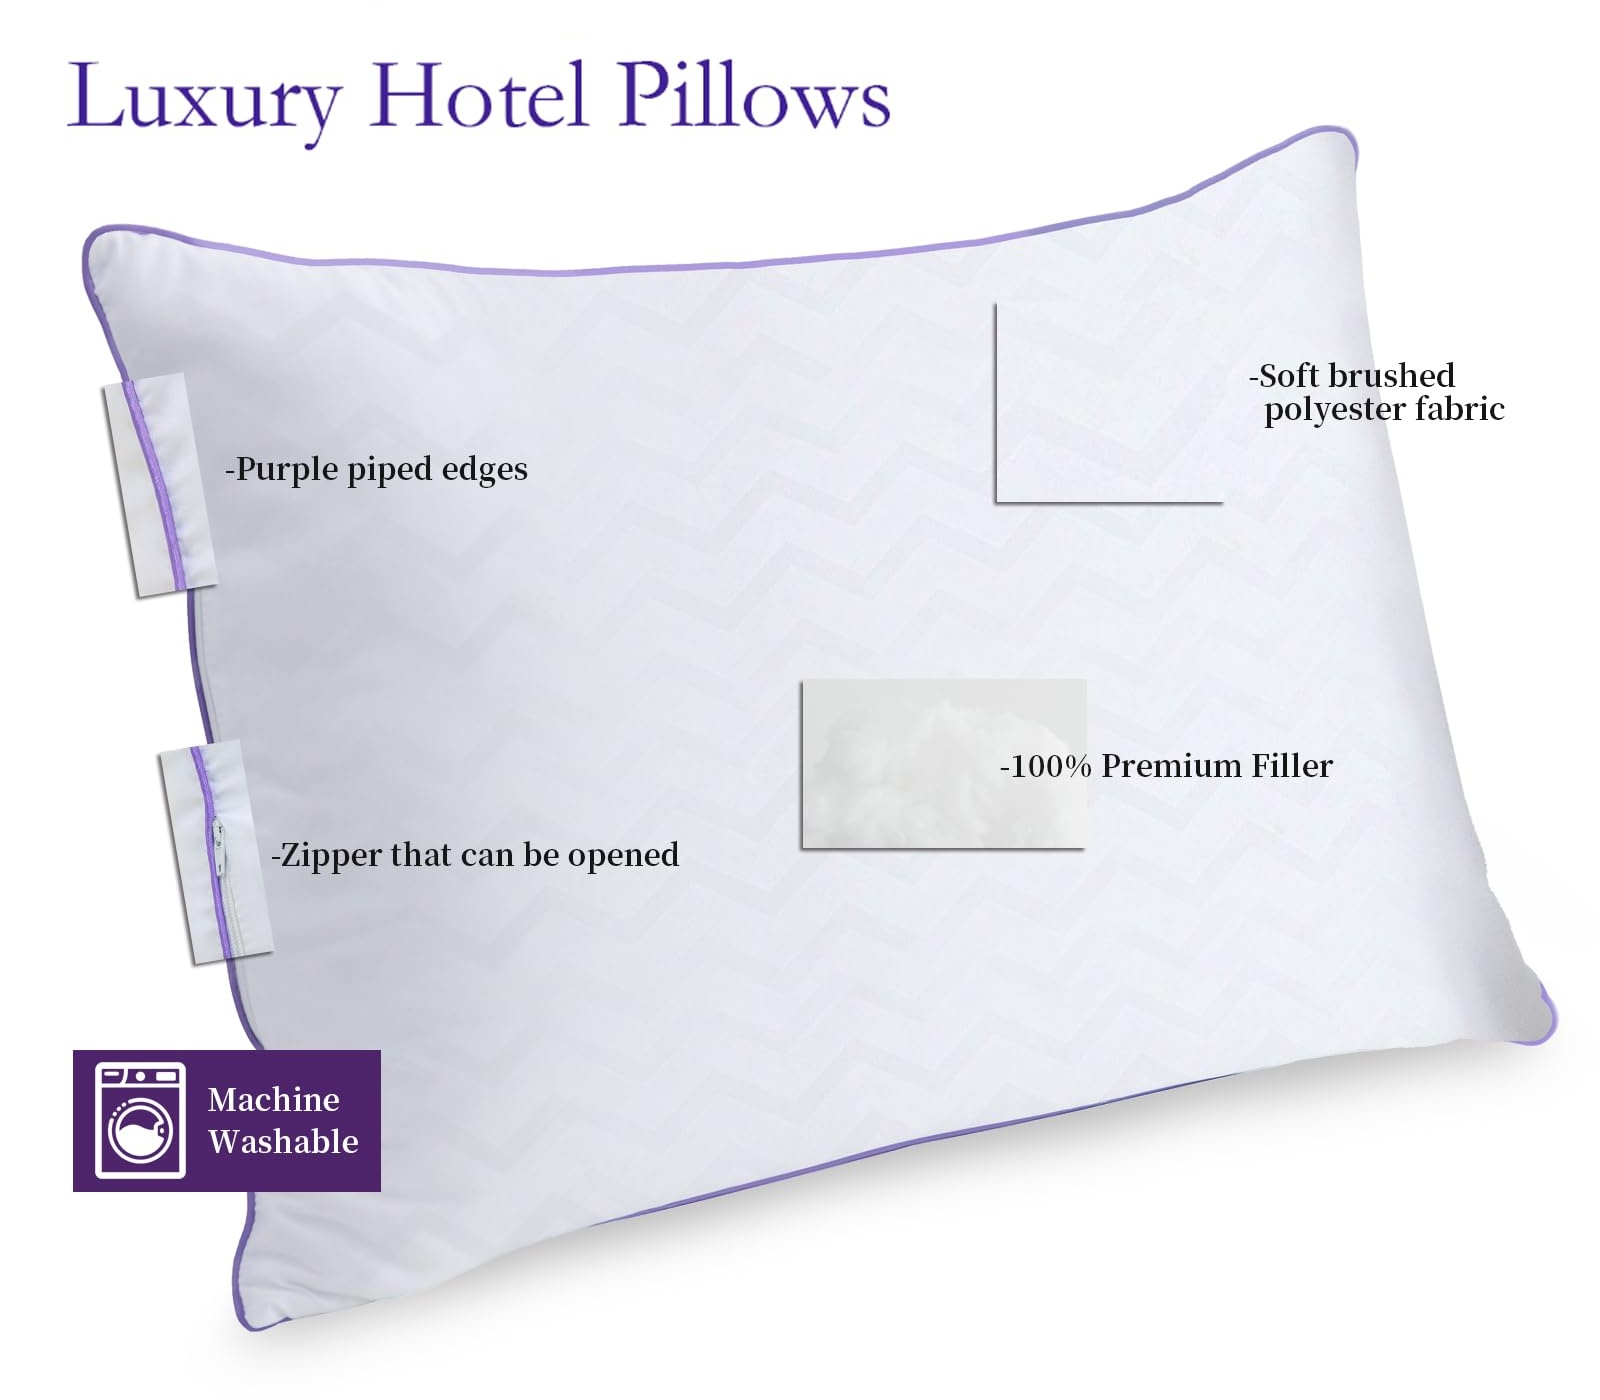 Luxury Hotel Pillows
-Soft brushed
polyester fabric
-Purple piped edges
-100% Premium Filler
-Zipper that can be opened
Machine
Washable